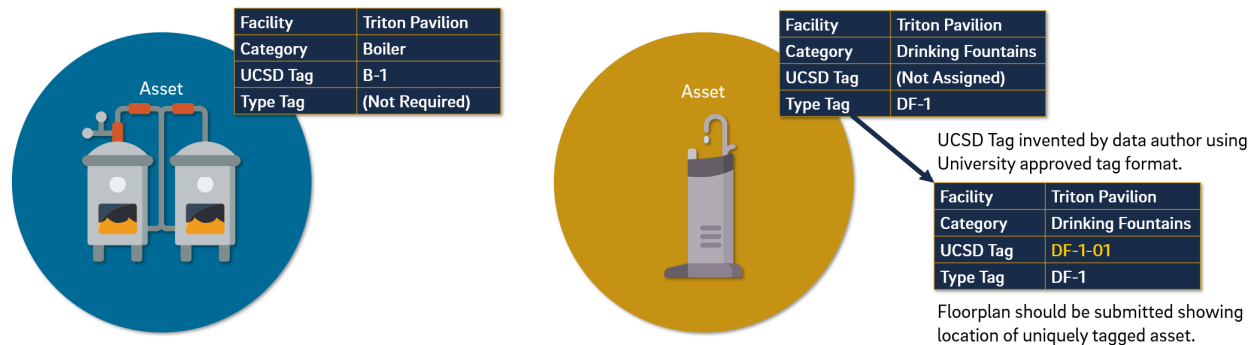 Asset
Facility Triton Pavilion
Category Boiler
UCSD Tag B-1
Type Tag (Not Required)
Asset
Facility Triton Pavilion
Category Drinking Fountains
UCSD Tag (Not Assigned)
Type Tag DF-1
UCSD Tag invented by data author using
University approved tag format.
Facility Triton Pavilion
Category Drinking Fountains
UCSD Tag DF-1-01
Type Tag DF-1
Floorplan should be submitted showing
location of uniquely tagged asset.